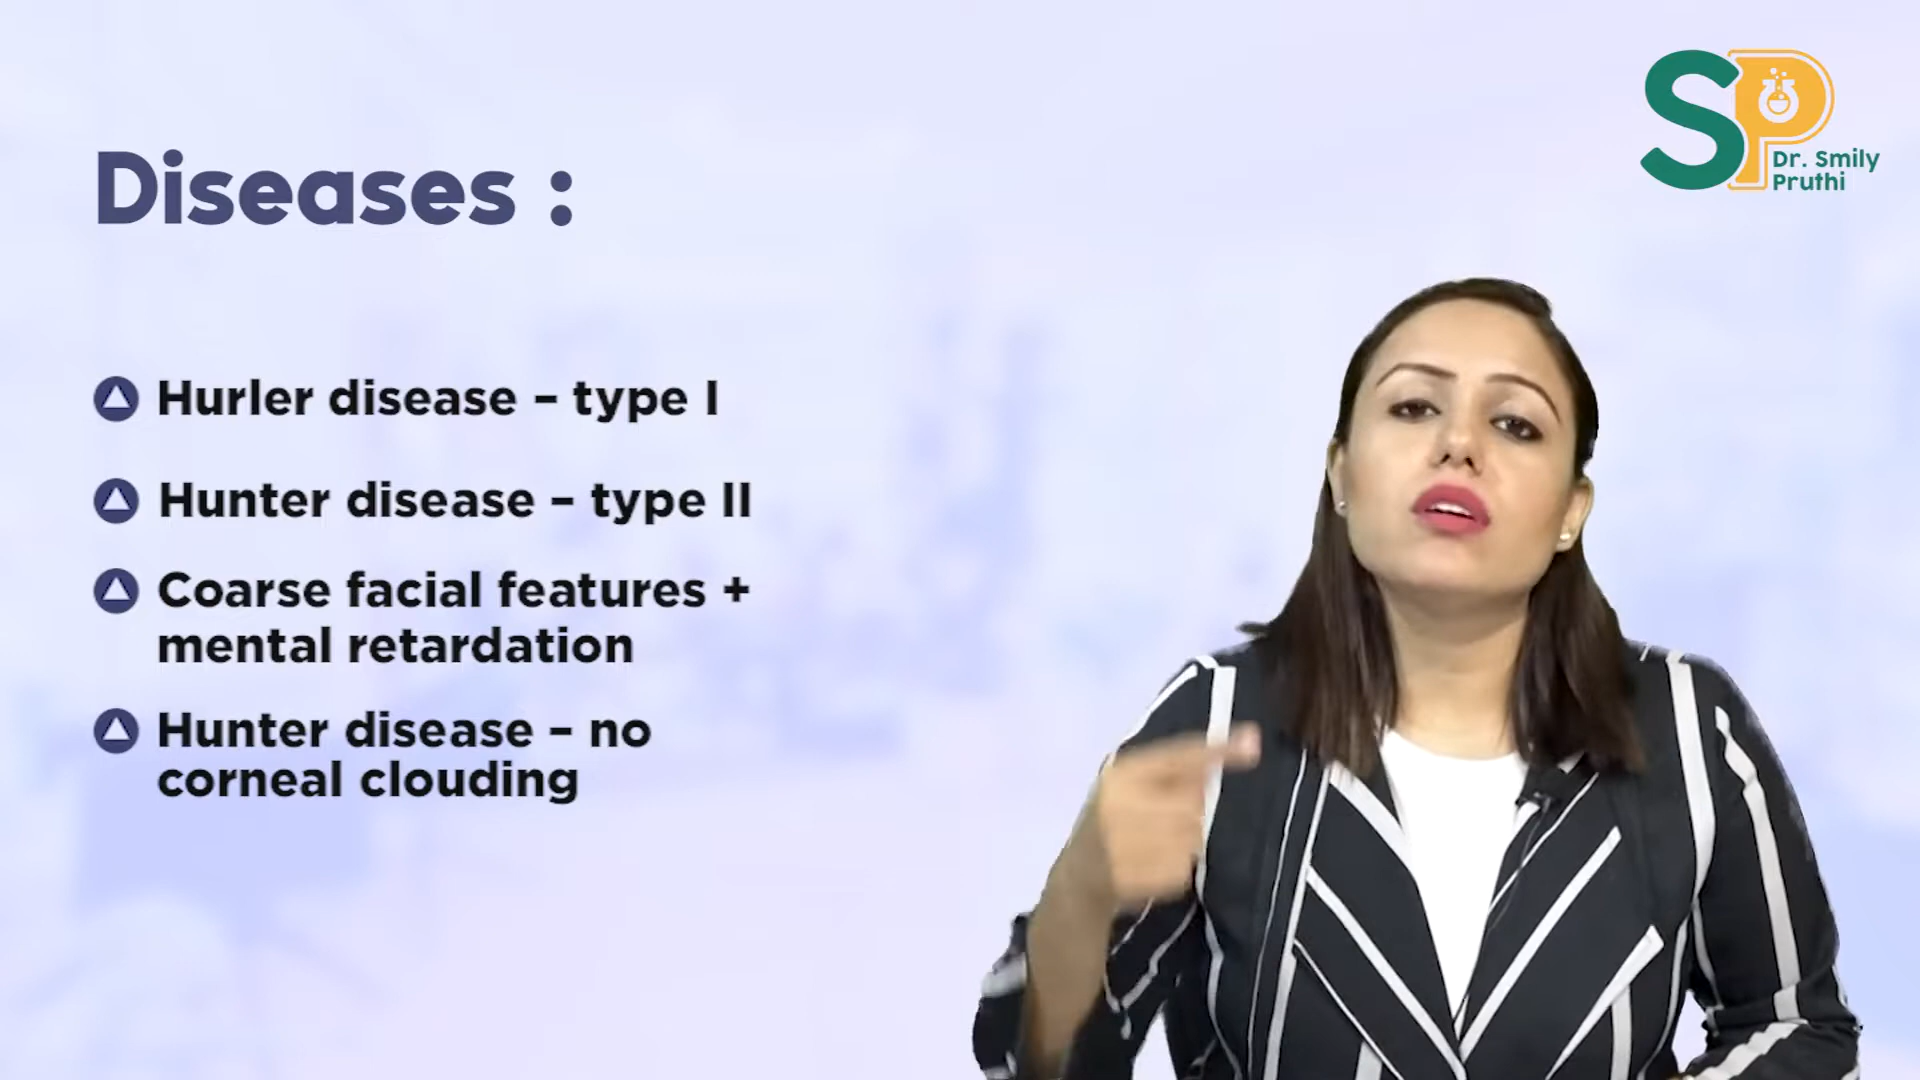 Diseases :
Hurler disease – type I
Hunter disease – type II
Coarse facial features +
mental retardation
Hunter disease – no
corneal clouding
SP
Dr. Smily
Pruthi